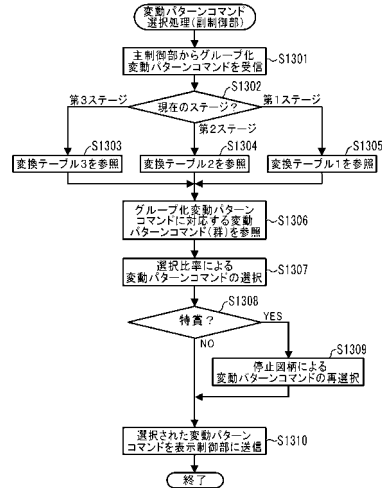 変動パターンコマンド
選択処理(副制御部)
主制御部からグループ化
変動パターンコマンドを受信
S1301
S1302
現在のステージ?
第3ステージ
第2ステージ
第1ステージ
S1303
変換テーブル3を参照
S1304
変換テーブル2を参照
S1305
変換テーブル1を参照
グループ化変動パターン
コマンドに対応する変動
パターンコマンド(群)を参照
S1306
選択比率による
変動パターンコマンドの選択
S1307
S1308
特賞?
YES
NO
S1309
停止図柄による
変動パターンコマンドの再選択
選択された変動パターン
コマンドを表示制御部に送信
S1310
終了